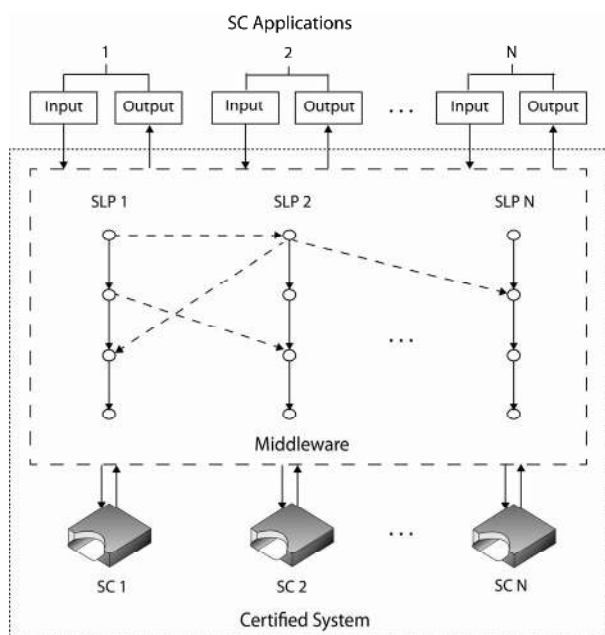 SC Applications
1 2 N
Input Output Input Output ... Input Output
SLP 1 SLP 2 SLP N
...
Middleware
...
SC 1 SC 2 SC N
Certified System